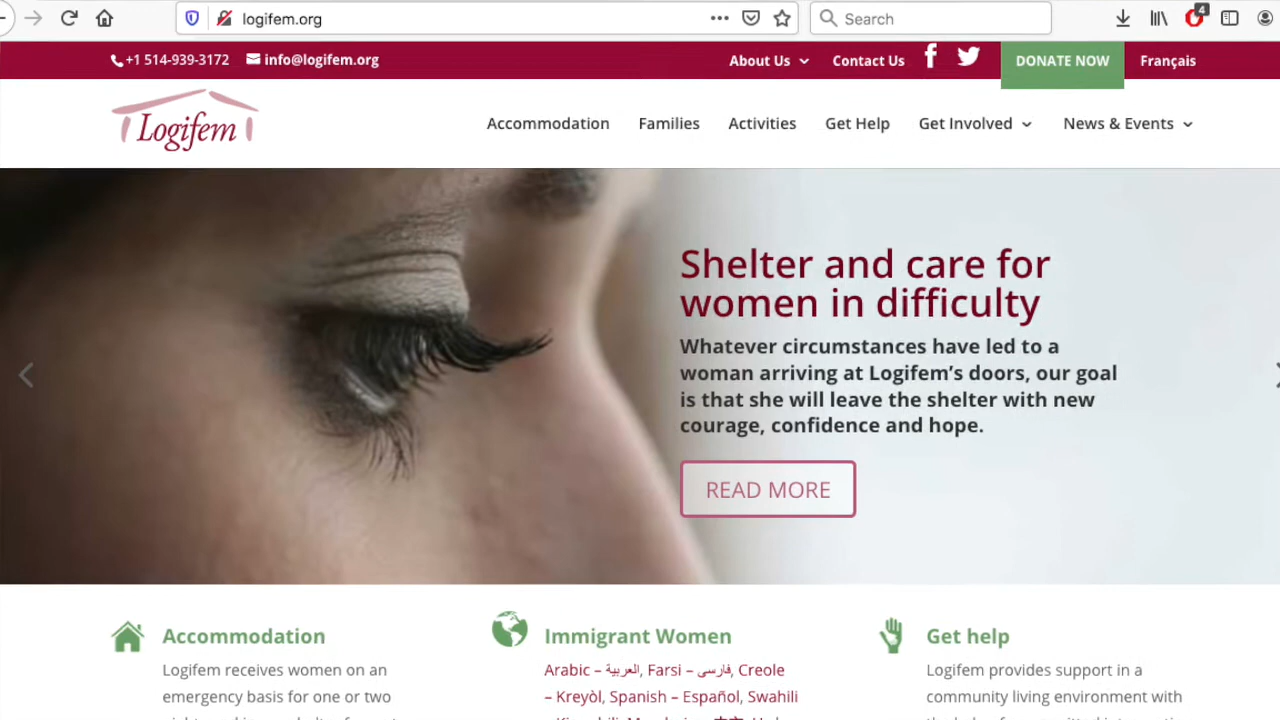 logifem.org
Search
4
+1 514-939-3172 info@logifem.org About Us Contact Us DONATE NOW Français
Logifem
Accommodation Families Activities Get Help Get Involved News & Events
Shelter and care for
women in difficulty
Whatever circumstances have led to a
woman arriving at Logifem’s doors, our goal
is that she will leave the shelter with new
courage, confidence and hope.
READ MORE
Accommodation
Logifem receives women on an
emergency basis for one or two
Immigrant Women
Arabic – العربية, Farsi – فارسی, Creole
– Kreyòl, Spanish – Español, Swahili
Get help
Logifem provides support in a
community living environment with